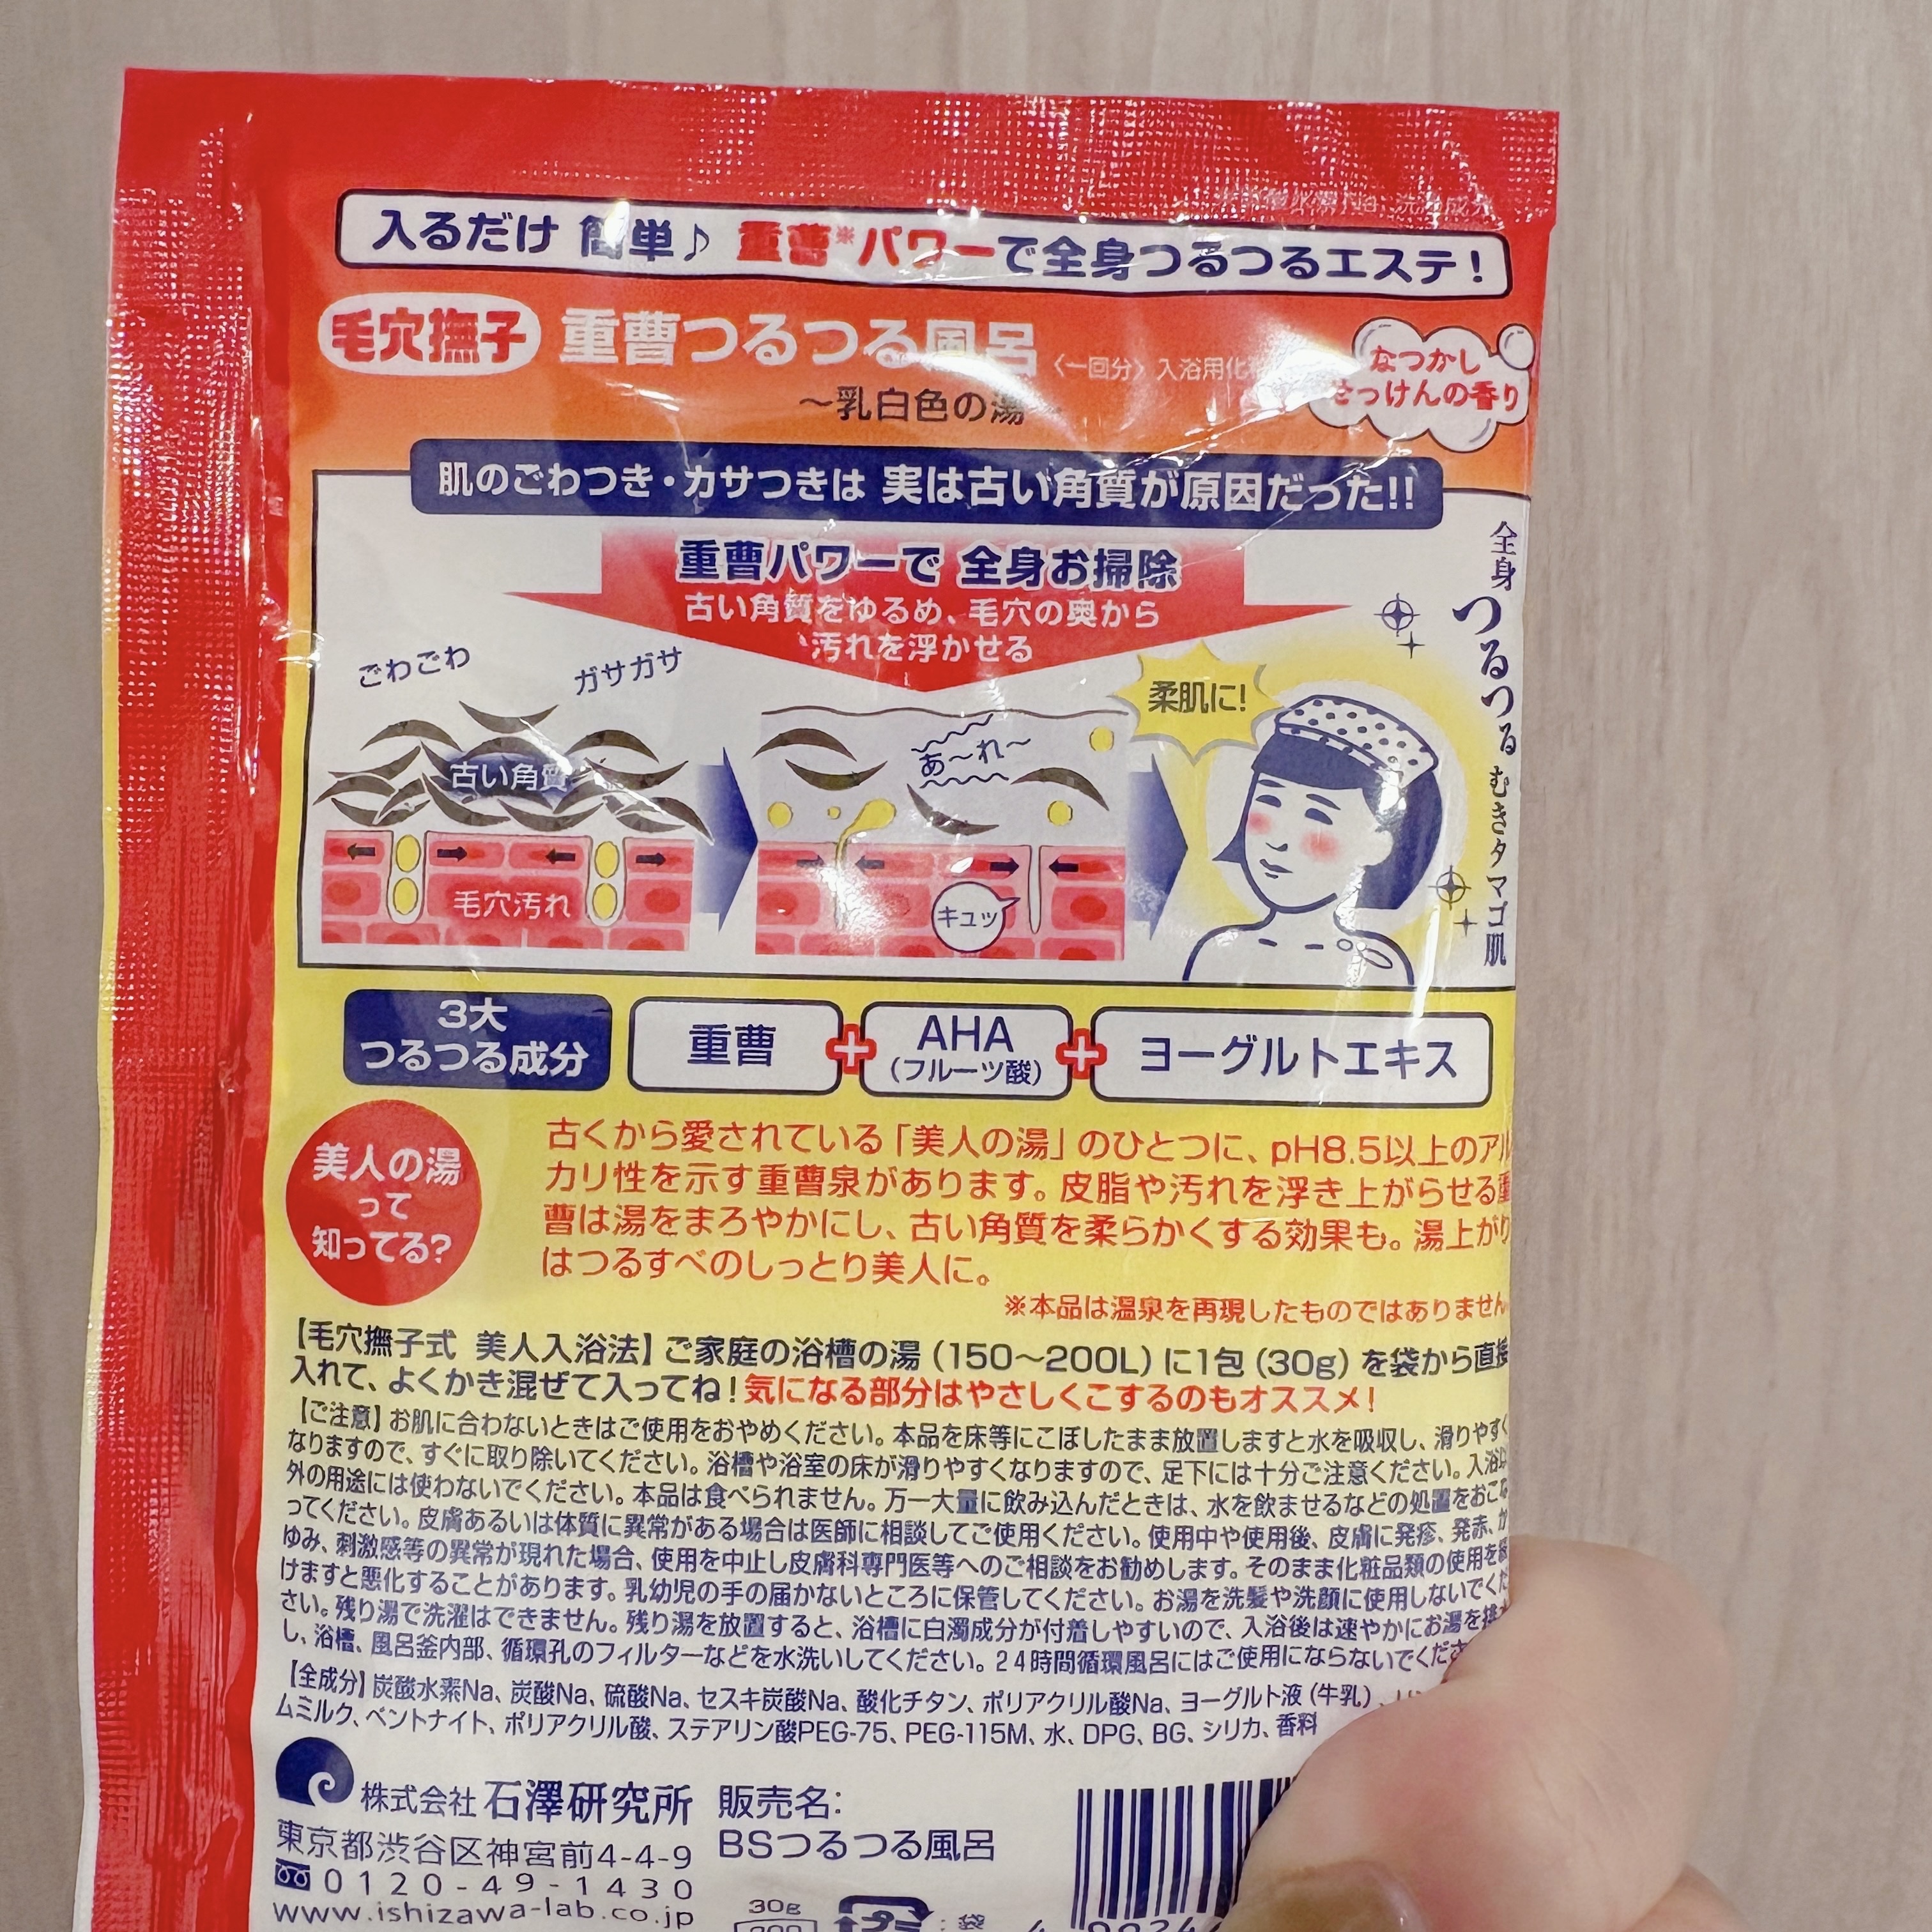 入るだけ 簡単♪ 重曹※パワーで全身つるつるエステ!
毛穴撫子 重曹つるつる風呂 〈一回分〉入浴用化
なつかし
せっけんの香り
～乳白色の湯～
肌のごわつき・カサつきは 実は古い角質が原因だった!!
重曹パワーで 全身お掃除
古い角質をゆるめ、毛穴の奥から
汚れを浮かせる
ごわごわ
ガサガサ
古い角質
毛穴汚れ
あ～れ～
キュッ
柔肌に!
全身つるつる むきタマゴ肌
3大
つるつる成分
重曹
+
AHA
(フルーツ酸)
+
ヨーグルトエキス
美人の湯
って
知ってる?
古くから愛されている「美人の湯」のひとつに、pH8.5以上のアル
カリ性を示す重曹泉があります。皮脂や汚れを浮き上がらせる重
曹は湯をまろやかにし、古い角質を柔らかくする効果も。湯上がり
はつるすべのしっとり美人に。
※本品は温泉を再現したものではありません
【毛穴撫子式 美人入浴法】ご家庭の浴槽の湯(150～200L)に1包(30g)を袋から直接
入れて、よくかき混ぜて入ってね!気になる部分はやさしくこするのもオススメ!
【ご注意】お肌に合わないときはご使用をおやめください。本品を床等にこぼしたまま放置しますと水を吸収し、滑りやすく
なりますので、すぐに取り除いてください。浴槽や浴室の床が滑りやすくなりますので、足下には十分ご注意ください。入浴以
外の用途には使わないでください。本品は食べられません。万一大量に飲み込んだときは、水を飲ませるなどの処置をおこな
ってください。皮膚あるいは体質に異常がある場合は医師に相談してご使用ください。使用中や使用後、皮膚に発疹、発赤、か
ゆみ、刺激感等の異常が現れた場合、使用を中止し皮膚科専門医等へのご相談をお勧めします。そのまま化粧品類の使用を続
けますと悪化することがあります。乳幼児の手の届かないところに保管してください。お湯を洗髪や洗顔に使用しないでくだ
さい。残り湯で洗濯はできません。残り湯を放置すると、浴槽に白濁成分が付着しやすいので、入浴後は速やかにお湯を排水
し、浴槽、風呂釜内部、循環孔のフィルターなどを水洗いしてください。24時間循環風呂にはご使用にならないでくださ
【全成分】炭酸水素Na、炭酸Na、硫酸Na、セスキ炭酸Na、酸化チタン、ポリアクリル酸Na、ヨーグルト液(牛乳)、
ムミルク、ベントナイト、ポリアクリル酸、ステアリン酸PEG-75、PEG-115M、水、DPG、BG、シリカ、香料
株式会社 石澤研究所
東京都渋谷区神宮前4-4-9
0120-49-1430
www.ishizawa-lab.co.jp
販売名:
BSつるつる風呂
30g
プラ
:袋